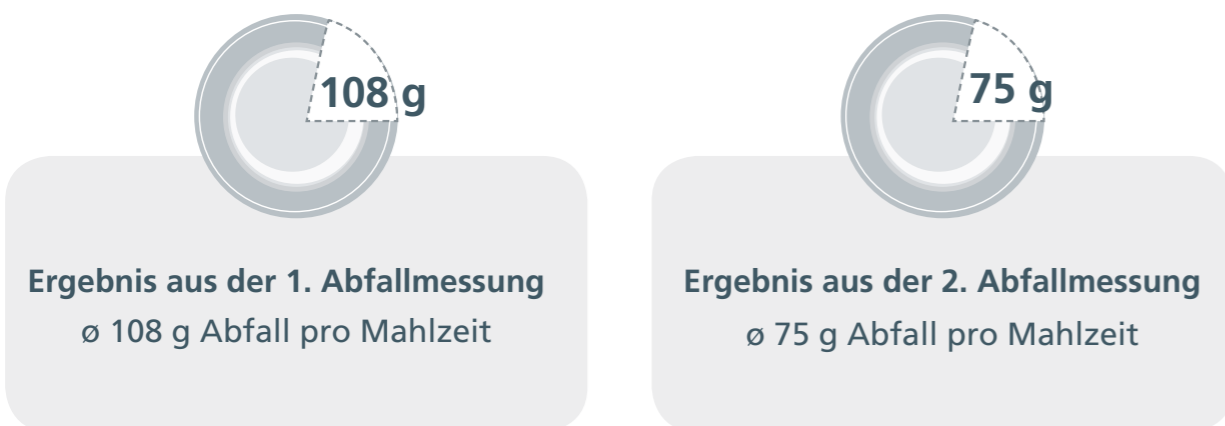 108 g
75 g
Ergebnis aus der 1. Abfallmessung
ø 108 g Abfall pro Mahlzeit
Ergebnis aus der 2. Abfallmessung
ø 75 g Abfall pro Mahlzeit